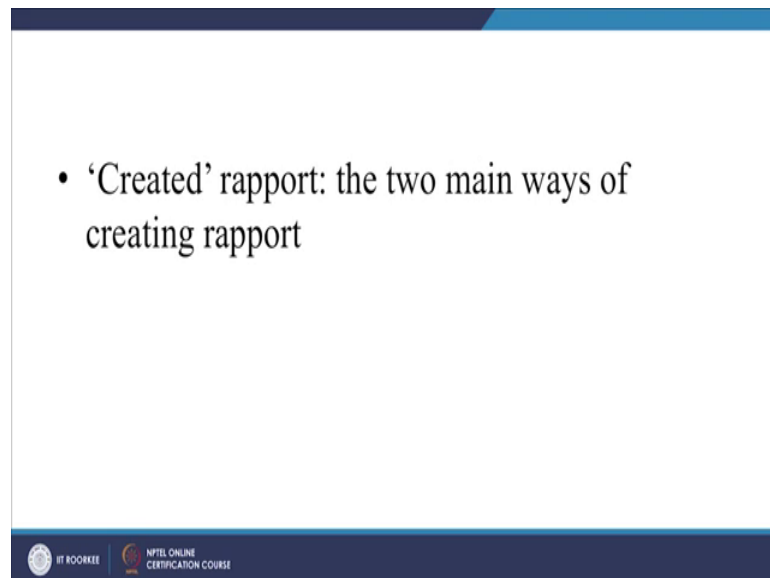 • ‘Created’ rapport: the two main ways of
creating rapport
IIT ROORKEE
NPTEL ONLINE
CERTIFICATION COURSE